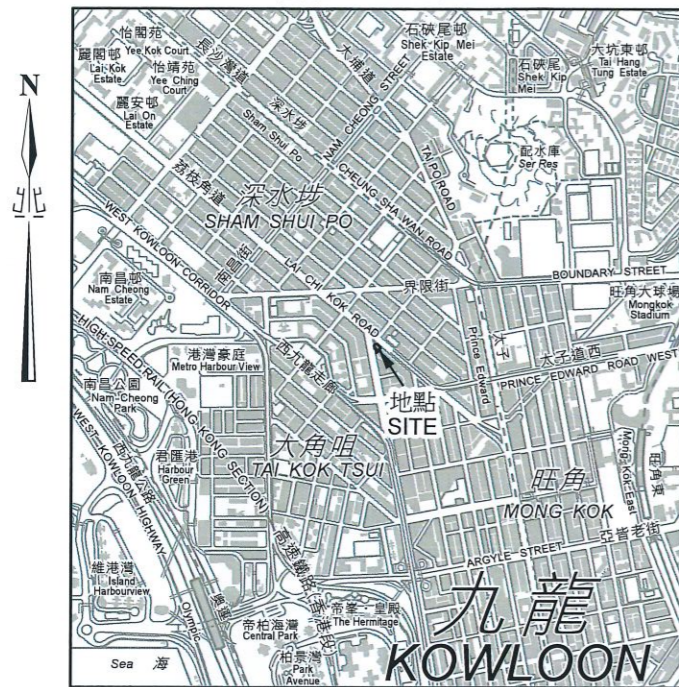 N
怡閣苑
Yee Kok Court
麗閣邨
Lai Kok
Estate
怡靖苑
Yee Ching
Court
麗安邨
Lai On
Estate
長沙灣道
大埔道
石硤尾邨
Shek Kip
Mei
Estate
石硤尾
Shek Kip
Mei
大坑東邨
Tai Hang
Tung Estate
深水埗
Sham Shui Po
NAM CHEONG STREET
TAI PO ROAD
配水庫
Ser Res
荔枝角道
深水埗
SHAM SHUI PO
CHEUNG SHA WAN ROAD
WEST KOWLOON CORRIDOR
南昌街
LAI CHI KOK ROAD
界限街
BOUNDARY STREET
南昌邨
Nam Cheong
Estate
旺角大球場
Mongkok
Stadium
HIGH SPEED RAIL (HONG KONG SECTION)
港灣豪庭
Metro Harbour View
西九龍走廊
太子
Prince Edward
太子道西
PRINCE EDWARD ROAD WEST
地點
SITE
南昌公園
Nam Cheong
Park
西九龍公路
WEST KOWLOON HIGHWAY
君匯港
Harbour
Green
大角咀
TAI KOK TSUI
旺角
MONG KOK
Mong Kok East
旺角東
ARGYLE STREET
亞皆老街
維港灣
Island
Harbourview
Olympic
奧運
高速鐵路(香港段)
帝柏海灣
Central Park
帝峯・皇殿
The Hermitage
柏景灣
Park
Avenue
Sea 海
九龍
KOWLOON